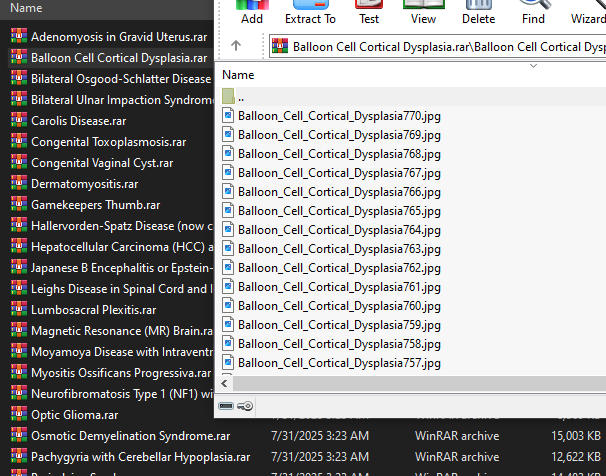 Name
Adenomyosis in Gravid Uterus.rar
Balloon Cell Cortical Dysplasia.rar
Bilateral Osgood-Schlatter Disease
Bilateral Ulnar Impaction Syndrome
Carolis Disease.rar
Congenital Toxoplasmosis.rar
Congenital Vaginal Cyst.rar
Dermatomyositis.rar
Gamekeepers Thumb.rar
Hallervorden-Spatz Disease (now c
Hepatocellular Carcinoma (HCC) a
Japanese B Encephalitis or Epstein-
Leighs Disease in Spinal Cord and
Lumbosacral Plexitis.rar
Magnetic Resonance (MR) Brain.ra
Moyamoya Disease with Intraventr
Myositis Ossificans Progressiva.rar
Neurofibromatosis Type 1 (NF1) wi
Optic Glioma.rar
Osmotic Demyelination Syndrome.rar 7/31/2025 3:23 AM WinRAR archive 15,003 KB
Pachygyria with Cerebellar Hypoplasia.rar 7/31/2025 3:23 AM WinRAR archive 12,622 KB
Add Extract To Test View Delete Find Wizard
Balloon Cell Cortical Dysplasia.rar\Balloon Cell Cortical Dysp
Name
..
Balloon_Cell_Cortical_Dysplasia770.jpg
Balloon_Cell_Cortical_Dysplasia769.jpg
Balloon_Cell_Cortical_Dysplasia768.jpg
Balloon_Cell_Cortical_Dysplasia767.jpg
Balloon_Cell_Cortical_Dysplasia766.jpg
Balloon_Cell_Cortical_Dysplasia765.jpg
Balloon_Cell_Cortical_Dysplasia764.jpg
Balloon_Cell_Cortical_Dysplasia763.jpg
Balloon_Cell_Cortical_Dysplasia762.jpg
Balloon_Cell_Cortical_Dysplasia761.jpg
Balloon_Cell_Cortical_Dysplasia760.jpg
Balloon_Cell_Cortical_Dysplasia759.jpg
Balloon_Cell_Cortical_Dysplasia758.jpg
Balloon_Cell_Cortical_Dysplasia757.jpg